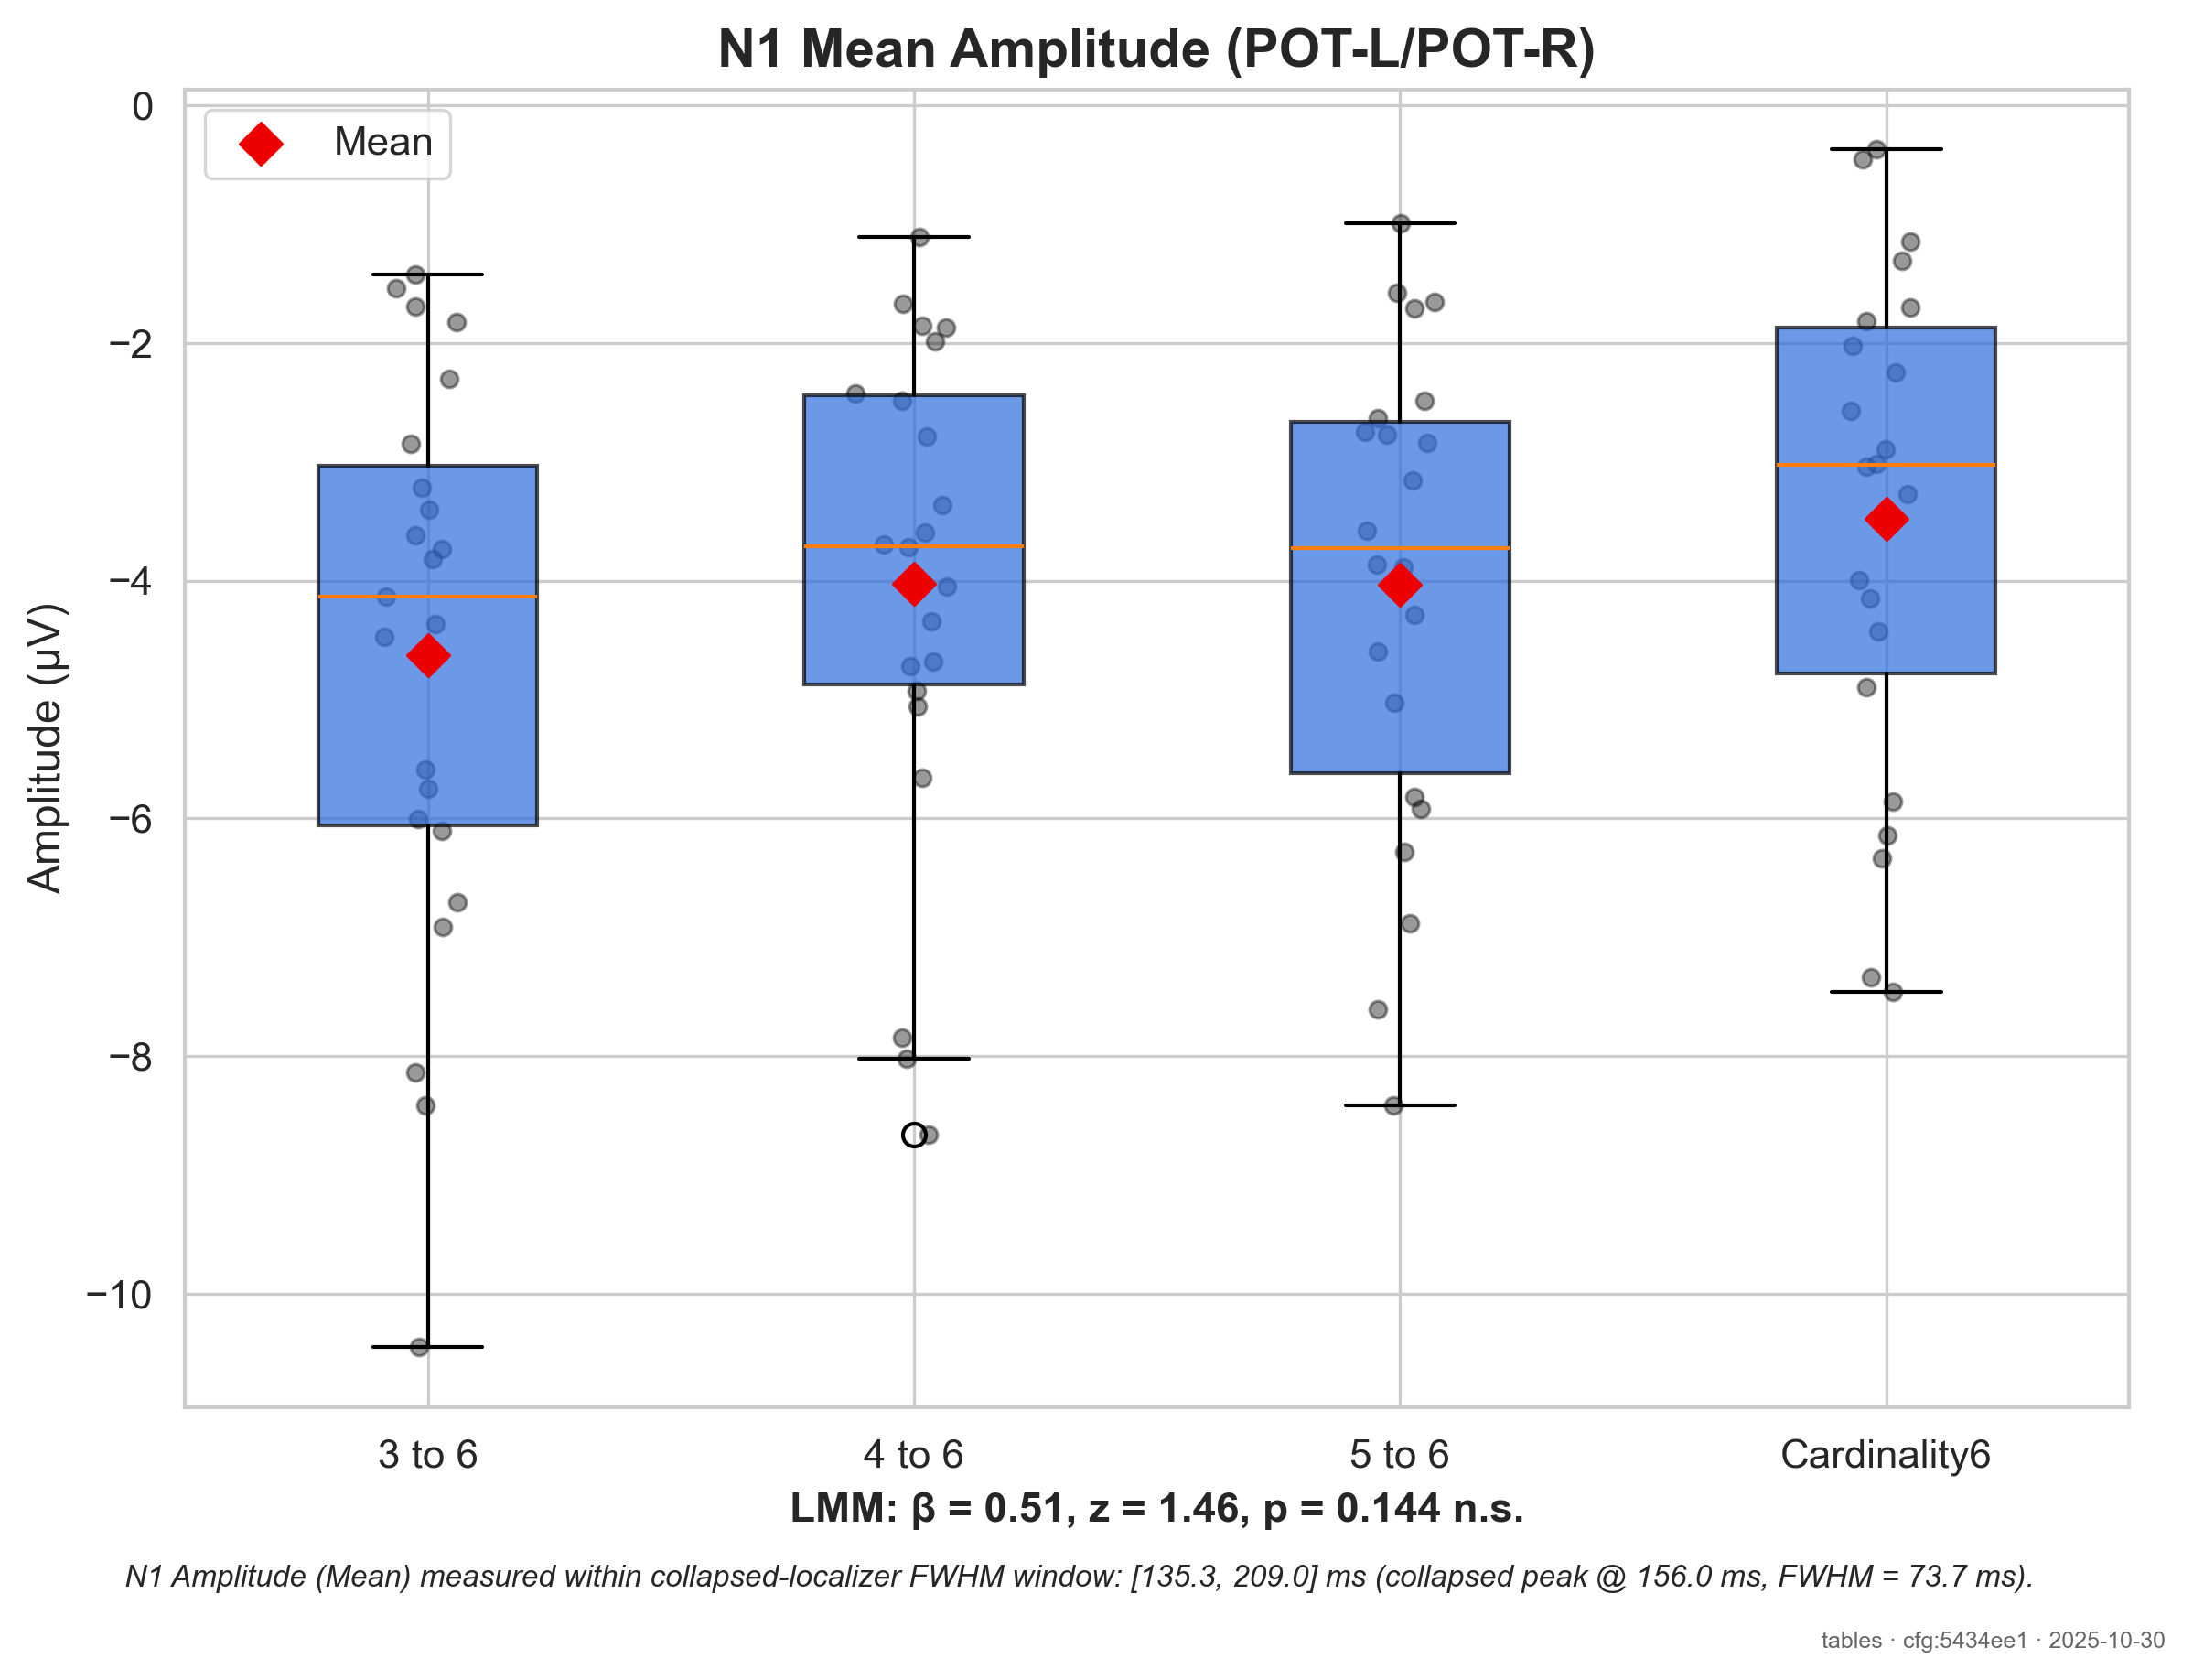 N1 Mean Amplitude (POT-L/POT-R)
Mean
Amplitude (µV)
0
−2
−4
−6
−8
−10
3 to 6
4 to 6
5 to 6
Cardinality6
LMM: β = 0.51, z = 1.46, p = 0.144 n.s.
N1 Amplitude (Mean) measured within collapsed-localizer FWHM window: [135.3, 209.0] ms (collapsed peak @ 156.0 ms, FWHM = 73.7 ms).
tables · cfg:5434ee1 · 2025-10-30